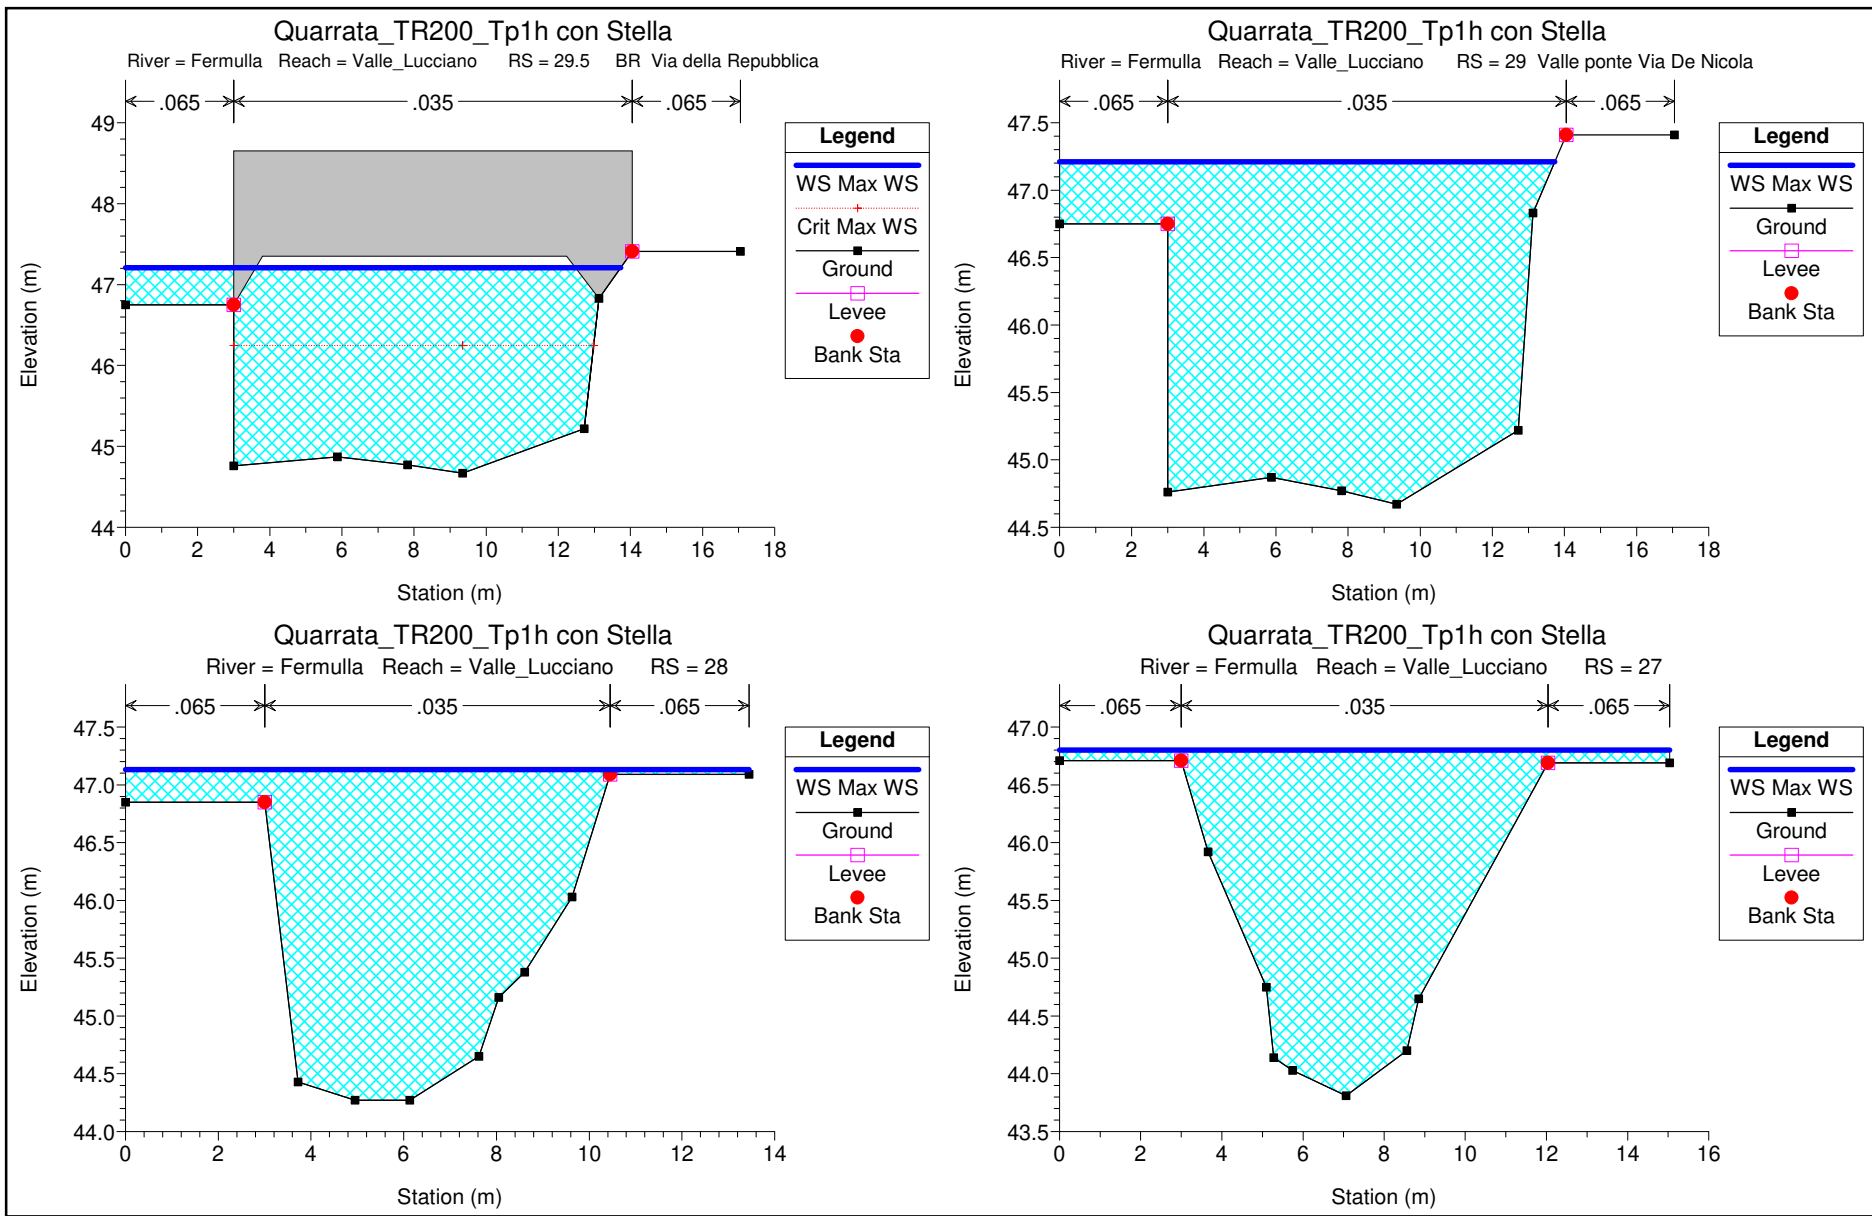 Quarrata_TR200_Tp1h con Stella
River = Fermulla Reach = Valle_Lucciano RS = 29.5 BR Via della Repubblica
.065 .035 .065
49
48
47
46
45
44
0 2 4 6 8 10 12 14 16 18
Station (m)
Elevation (m)
Legend
WS Max WS
Crit Max WS
Ground
Levee
Bank Sta
Quarrata_TR200_Tp1h con Stella
River = Fermulla Reach = Valle_Lucciano RS = 29 Valle ponte Via De Nicola
.065 .035 .065
47.5
47.0
46.5
46.0
45.5
45.0
44.5
0 2 4 6 8 10 12 14 16 18
Station (m)
Elevation (m)
Legend
WS Max WS
Ground
Levee
Bank Sta
Quarrata_TR200_Tp1h con Stella
River = Fermulla Reach = Valle_Lucciano RS = 28
.065 .035 .065
47.5
47.0
46.5
46.0
45.5
45.0
44.5
44.0
0 2 4 6 8 10 12 14
Station (m)
Elevation (m)
Legend
WS Max WS
Ground
Levee
Bank Sta
Quarrata_TR200_Tp1h con Stella
River = Fermulla Reach = Valle_Lucciano RS = 27
.065 .035 .065
47.0
46.5
46.0
45.5
45.0
44.5
44.0
43.5
0 2 4 6 8 10 12 14 16
Station (m)
Elevation (m)
Legend
WS Max WS
Ground
Levee
Bank Sta